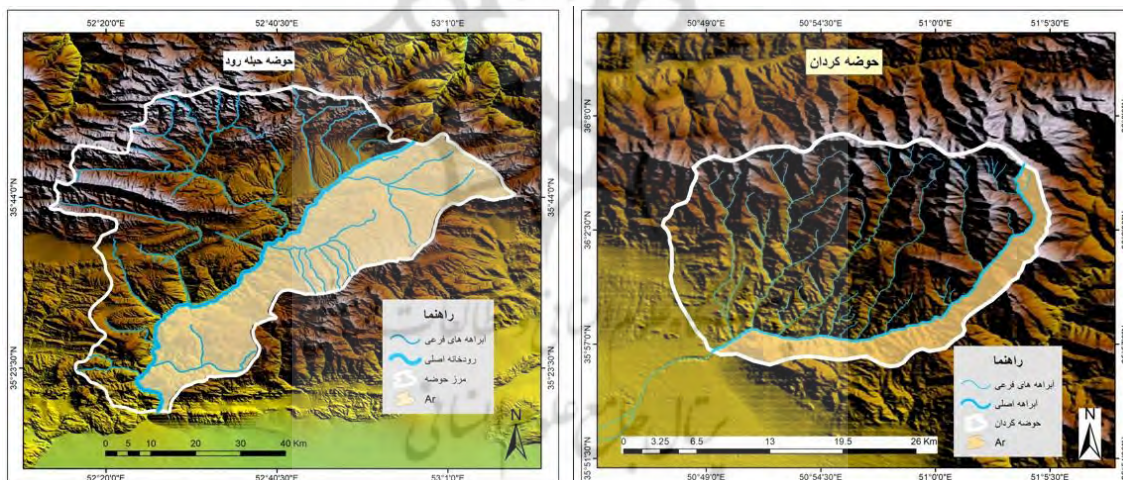 52°20'0"E
52°40'30"E
53°1'0"E
حوضه حبله رود
35°44'0"N
35°44'0"N
35°23'30"N
35°23'30"N
راهنما
آبراهه های فرعی
رودخانه اصلی
مرز حوضه
Ar
N
0 5 10 20 30 40 Km
52°20'0"E
52°40'30"E
53°1'0"E
50°49'0"E
50°54'30"E
51°0'0"E
51°5'30"E
حوضه کردان
36°8'0"N
36°2'30"N
35°57'0"N
35°51'30"N
راهنما
آبراهه های فرعی
آبراهه اصلی
حوضه کردان
Ar
N
0 3.25 6.5 13 19.5 26 Km
50°49'0"E
50°54'30"E
51°0'0"E
51°5'30"E